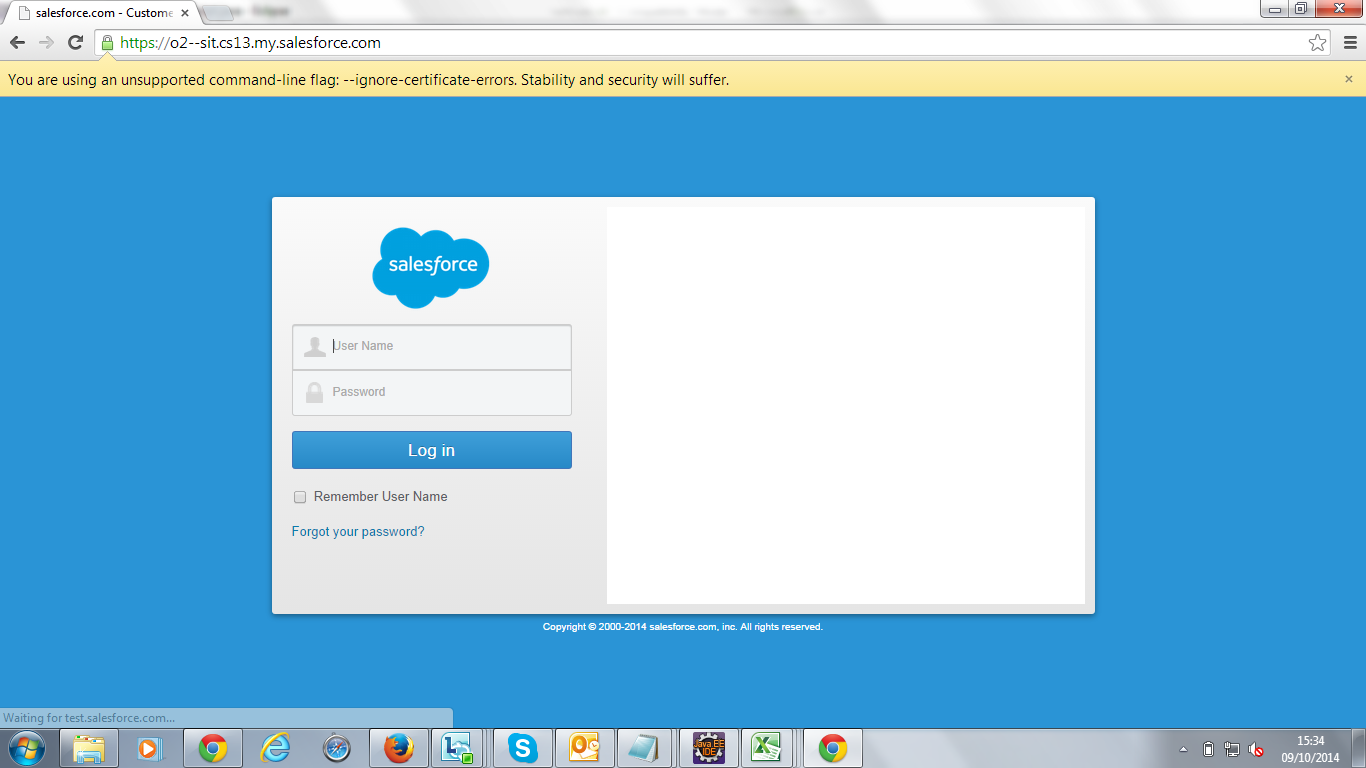 salesforce.com - Custome
https://o2--sit.cs13.my.salesforce.com
You are using an unsupported command-line flag: --ignore-certificate-errors. Stability and security will suffer.
salesforce
User Name
Password
Log in
Remember User Name
Forgot your password?
Copyright © 2000-2014 salesforce.com, inc. All rights reserved.
Waiting for test.salesforce.com...
Java EE
IDE
15:34
09/10/2014